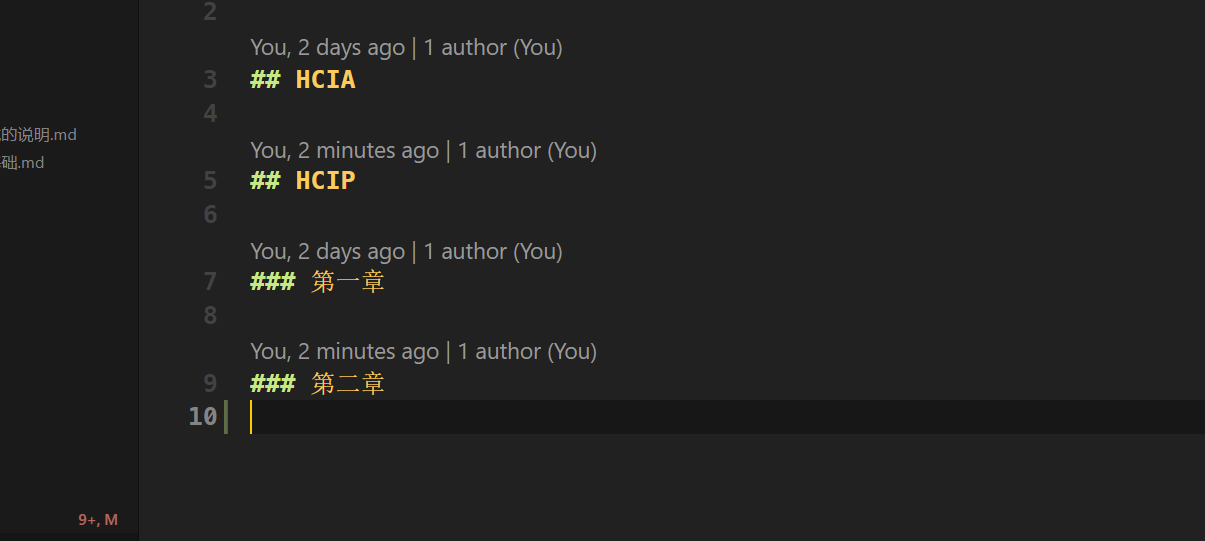 2
You, 2 days ago | 1 author (You)
3 ## HCIA
4
的说明.md
You, 2 minutes ago | 1 author (You)
础.md
5 ## HCIP
6
You, 2 days ago | 1 author (You)
7 ### 第一章
8
You, 2 minutes ago | 1 author (You)
9 ### 第二章
10
9+, M